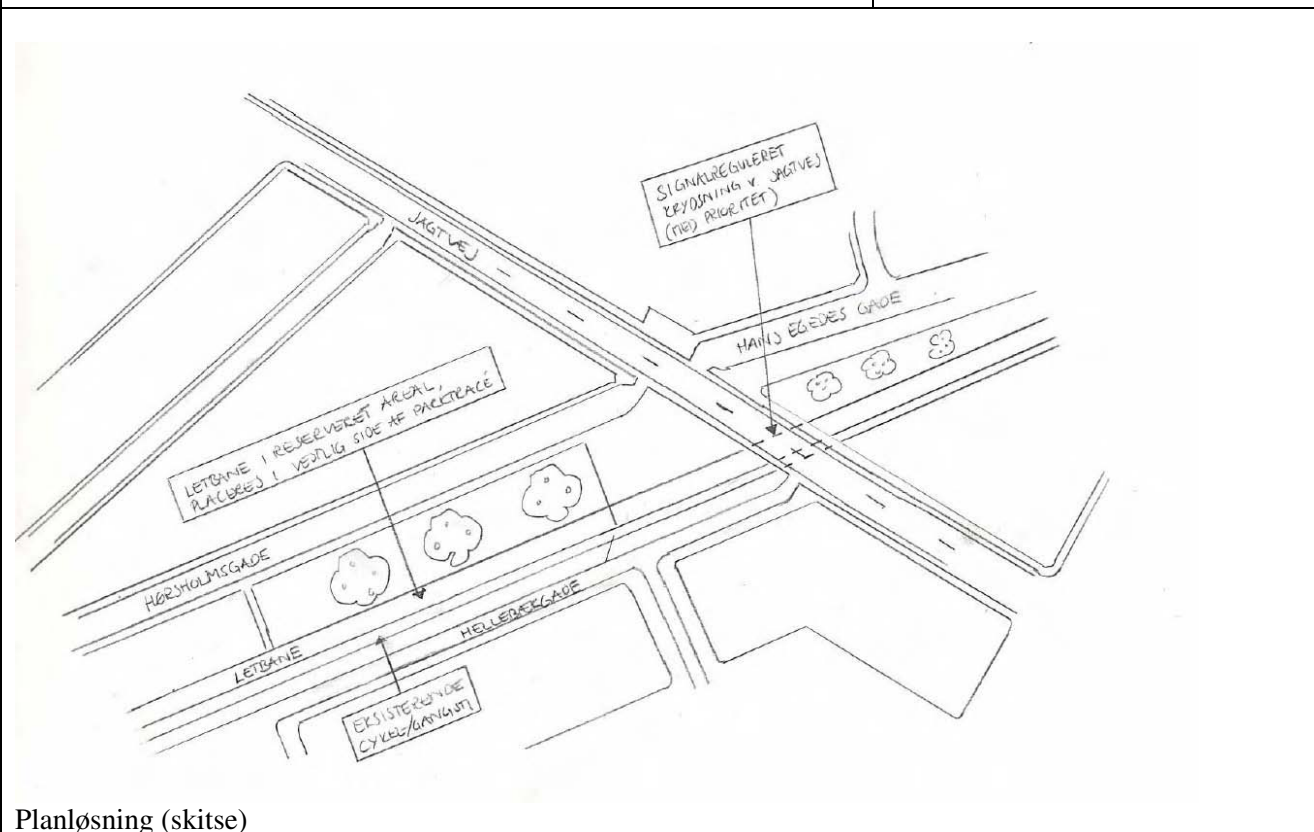 SIGNALREGULERET
KRYDSNING V. JAGTVEJ
(MED PRIORITET)
JAGTVEJ
HANS EGEDES GADE
LETBANE I RESERVERET AREAL,
PLACERES I VESTLIG SIDE AF PARKTRACÉ
HØRSHOLMSGADE
HELLEBÆKGADE
LETBANE
EKSISTERENDE
CYKEL-/GANGSTI
Planløsning (skitse)